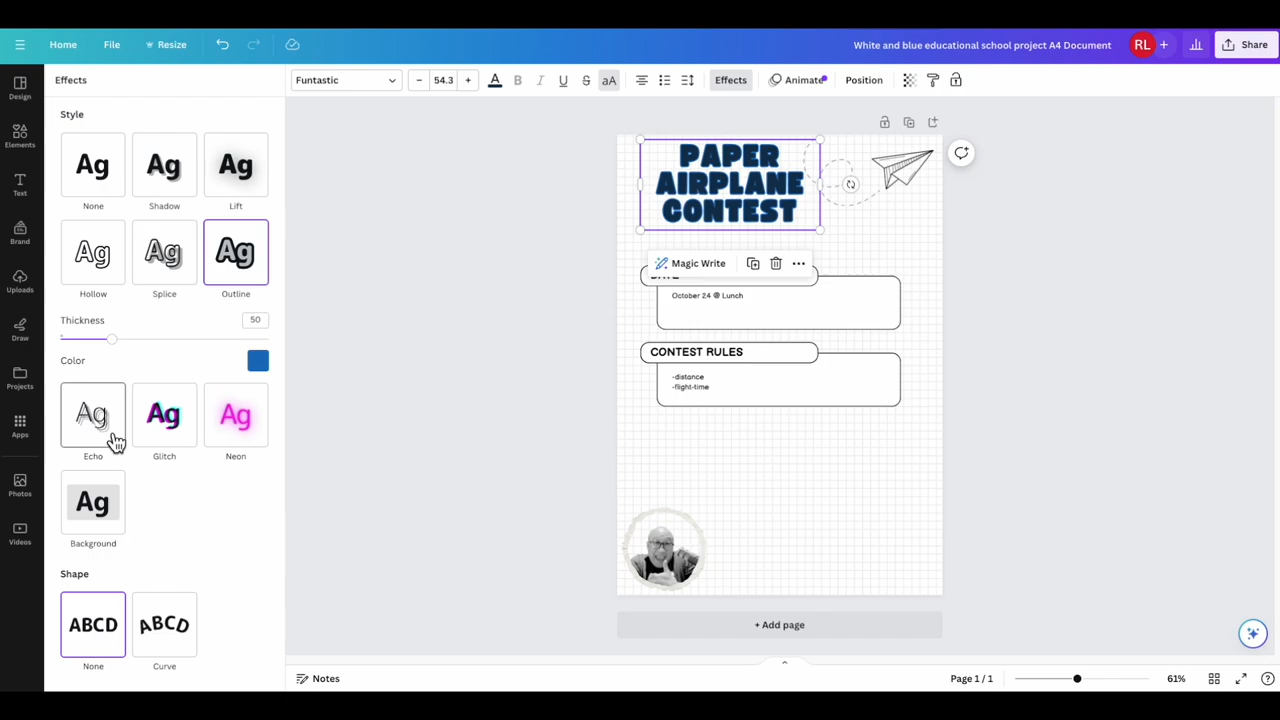 Home File Resize White and blue educational school project A4 Document RL + Share
Effects Funtastic − 54.3 + A B I U S aA Effects Animate Position
Design
Elements
Text
Brand
Uploads
Draw
Projects
Apps
Photos
Videos
Style
Ag Ag Ag
None Shadow Lift
Ag Ag Ag
Hollow Splice Outline
Thickness 50
Color
Ag Ag Ag
Echo Glitch Neon
Ag
Background
Shape
ABCD ABCD
None Curve
PAPER
AIRPLANE
CONTEST
Magic Write
DATE
October 24 @ Lunch
CONTEST RULES
-distance
-flight-time
+ Add page
Notes Page 1 / 1 61%